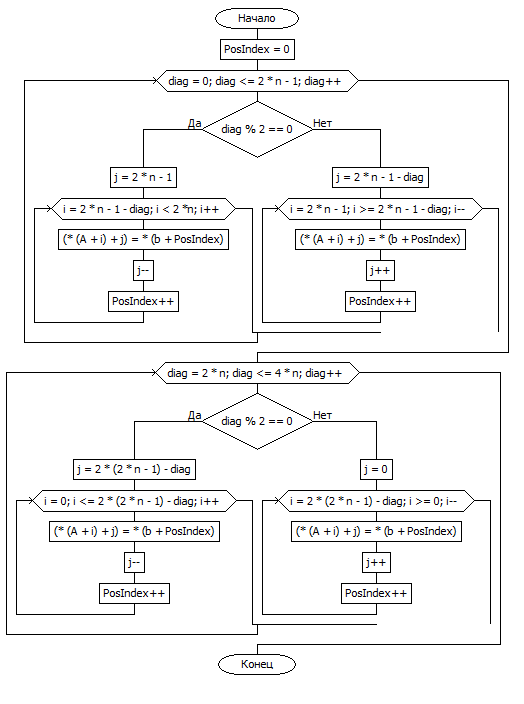 Начало
PosIndex = 0
diag = 0; diag <= 2 * n - 1; diag++
Да
diag % 2 == 0
Нет
j = 2 * n - 1
j = 2 * n - 1 - diag
i = 2 * n - 1 - diag; i < 2 *n; i++
i = 2 * n - 1; i >= 2 * n - 1 - diag; i--
(* (A + i) + j) = * (b + PosIndex)
(* (A + i) + j) = * (b + PosIndex)
j--
j++
PosIndex++
PosIndex++
diag = 2 * n; diag <= 4 * n; diag++
Да
diag % 2 == 0
Нет
j = 2 * (2 * n - 1) - diag
j = 0
i = 0; i <= 2 * (2 * n - 1) - diag; i++
i = 2 * (2 * n - 1) - diag; i >= 0; i--
(* (A + i) + j) = * (b + PosIndex)
(* (A + i) + j) = * (b + PosIndex)
j--
j++
PosIndex++
PosIndex++
Конец